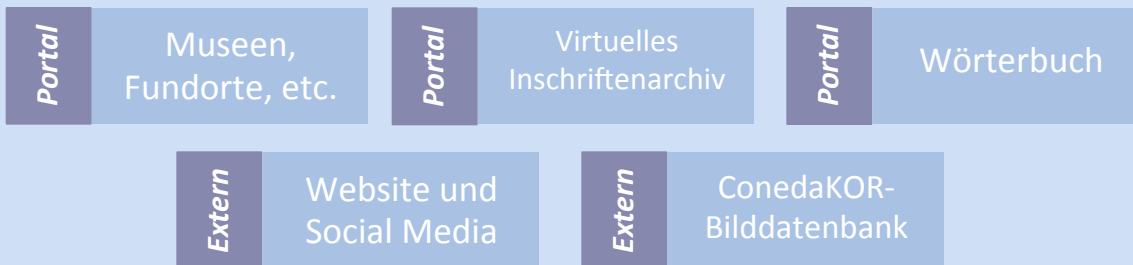 Portal
Museen,
Fundorte, etc.
Portal
Virtuelles
Inschriftenarchiv
Portal
Wörterbuch
Extern
Website und
Social Media
Extern
ConedaKOR-
Bilddatenbank